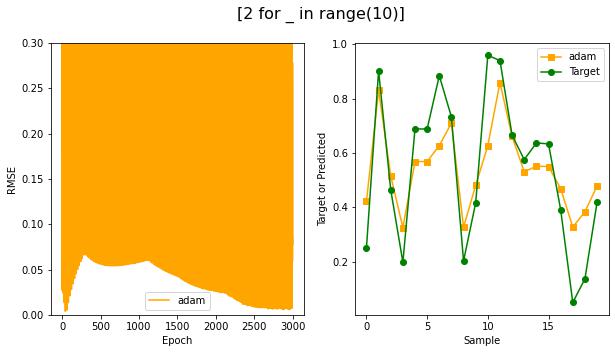 [2 for _ in range(10)]
RMSE
0.30
0.25
0.20
0.15
0.10
0.05
0.00
0
500
1000
1500
2000
2500
3000
Epoch
adam
Target or Predicted
1.0
0.8
0.6
0.4
0.2
0
5
10
15
Sample
adam
Target